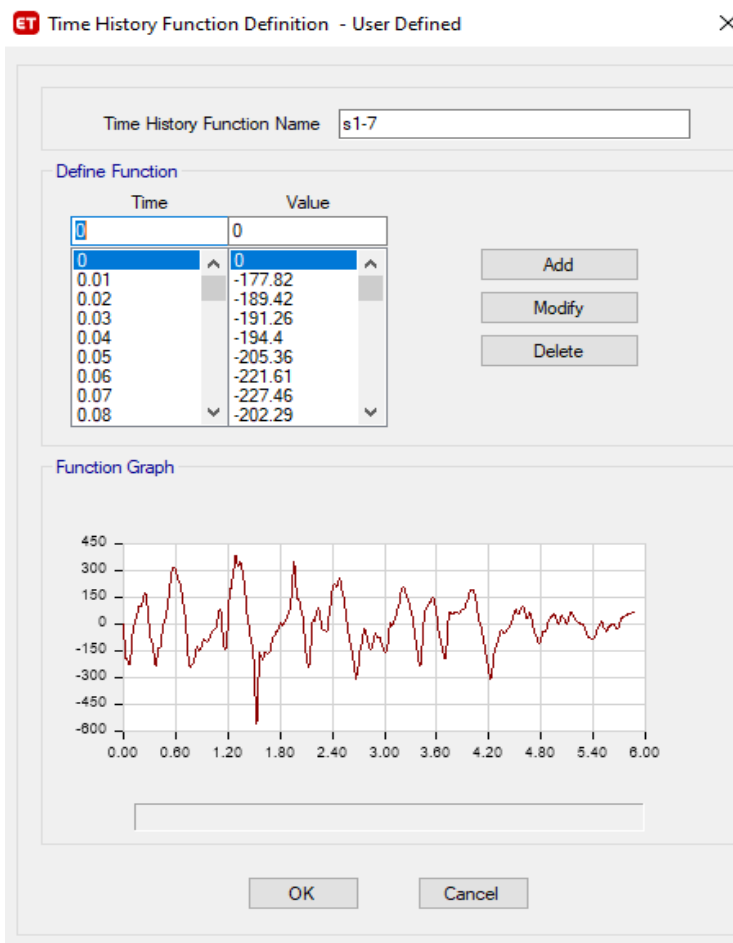 ET Time History Function Definition - User Defined
Time History Function Name s1-7
Define Function
Time Value
0 0
0 0
0.01 -177.82
0.02 -189.42
0.03 -191.26
0.04 -194.4
0.05 -205.36
0.06 -221.61
0.07 -227.46
0.08 -202.29
Add
Modify
Delete
Function Graph
450
300
150
0
-150
-300
-450
-600
0.00 0.60 1.20 1.80 2.40 3.00 3.60 4.20 4.80 5.40 6.00
OK Cancel